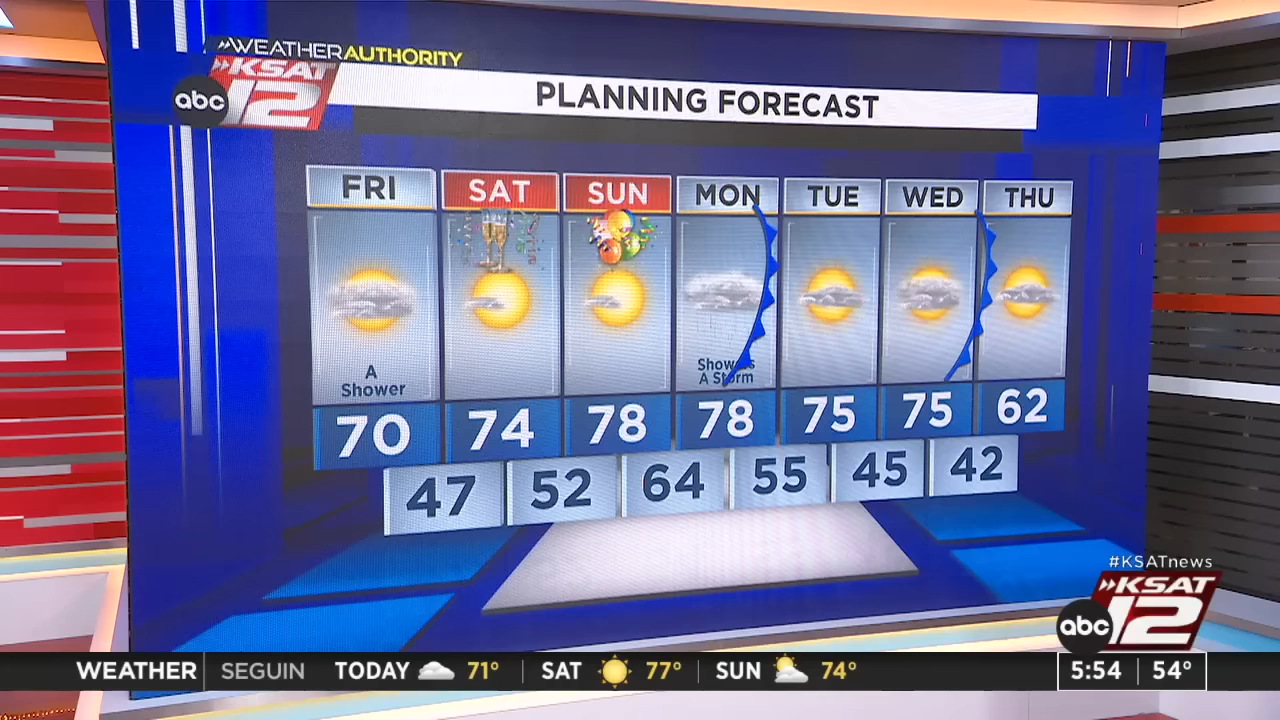 »WEATHERAUTHORITY
»KSAT
abc 12
PLANNING FORECAST
FRI SAT SUN MON TUE WED THU
A
Shower
Showers
A Storm
70 74 78 78 75 75 62
47 52 64 55 45 42
#KSATnews
»KSAT
abc 12
WEATHER SEGUIN TODAY 71° SAT 77° SUN 74° 5:54 54°